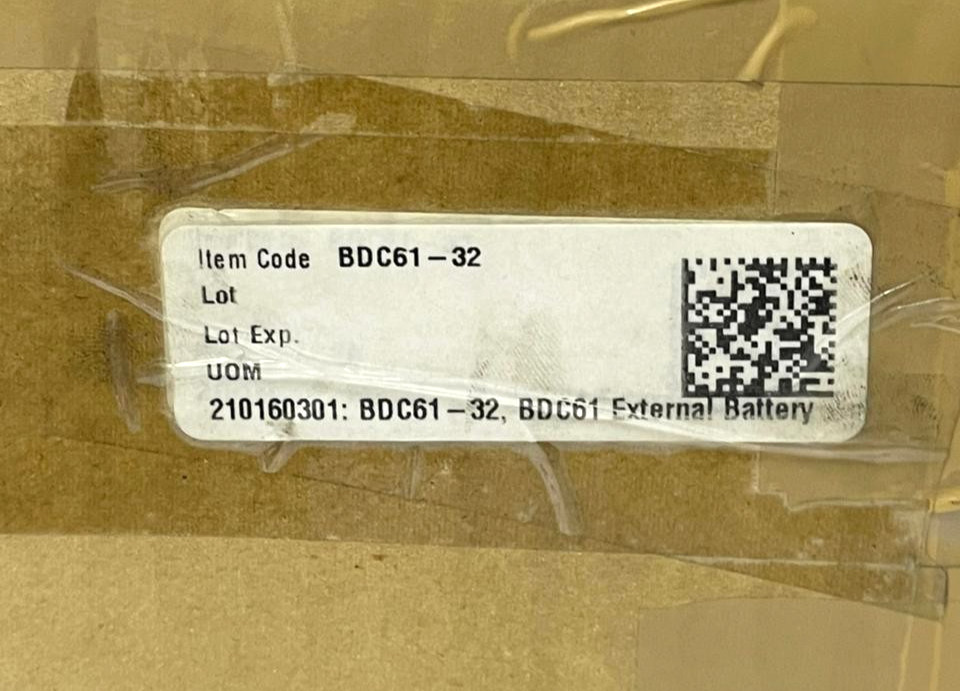 Item Code BDC61-32
Lot
Lot Exp.
UOM
210160301: BDC61-32, BDC61 External Battery